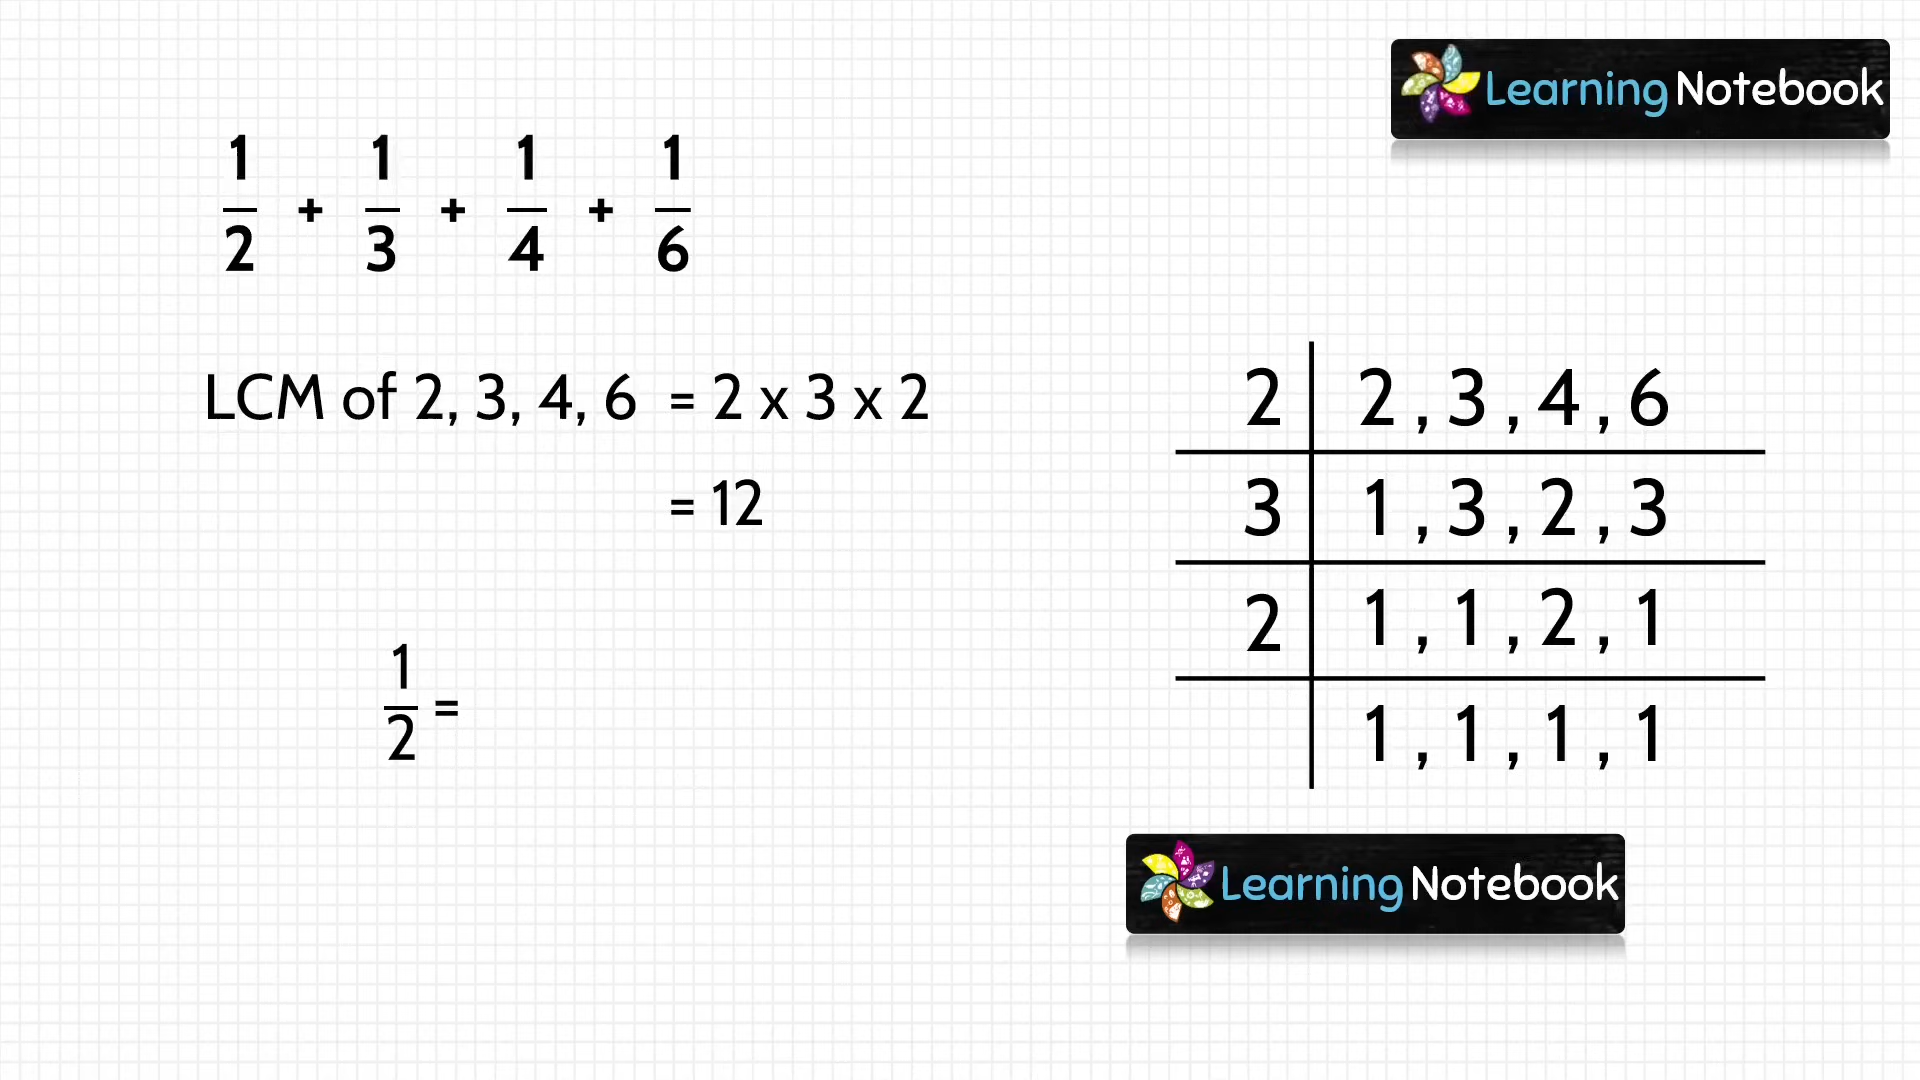 Learning Notebook
1/2 + 1/3 + 1/4 + 1/6
LCM of 2, 3, 4, 6 = 2 x 3 x 2
= 12
1/2 =
2 | 2 , 3 , 4 , 6
3 | 1 , 3 , 2 , 3
2 | 1 , 1 , 2 , 1
| 1 , 1 , 1 , 1
Learning Notebook